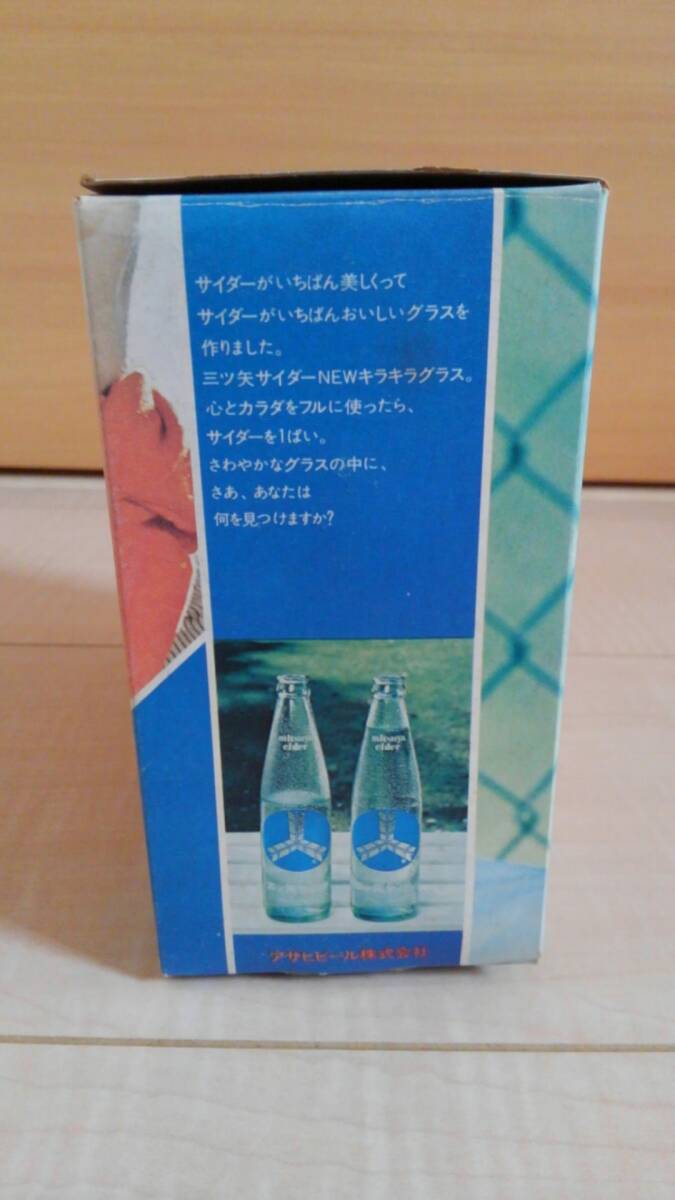 サイダーがいちばん美しくって
サイダーがいちばんおいしいグラスを
作りました。
三ツ矢サイダーNEWキラキラグラス。
心とカラダをフルに使ったら、
サイダーを1ぱい。
さわやかなグラスの中に、
さあ、あなたは
何を見つけますか?
mitsuya
cider
mitsuya
cider
アサヒビール株式会社